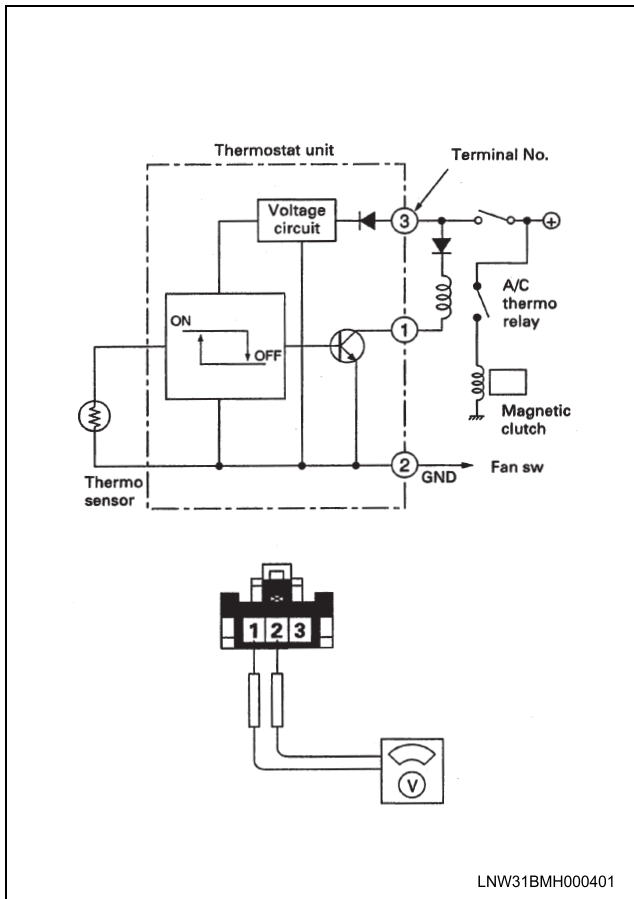 Thermostat unit
Terminal No.
Voltage
circuit
3
+
A/C
thermo
relay
ON
OFF
1
Magnetic
clutch
2
GND
Fan sw
Thermo
sensor
1 2 3
V
LNW31BMH000401